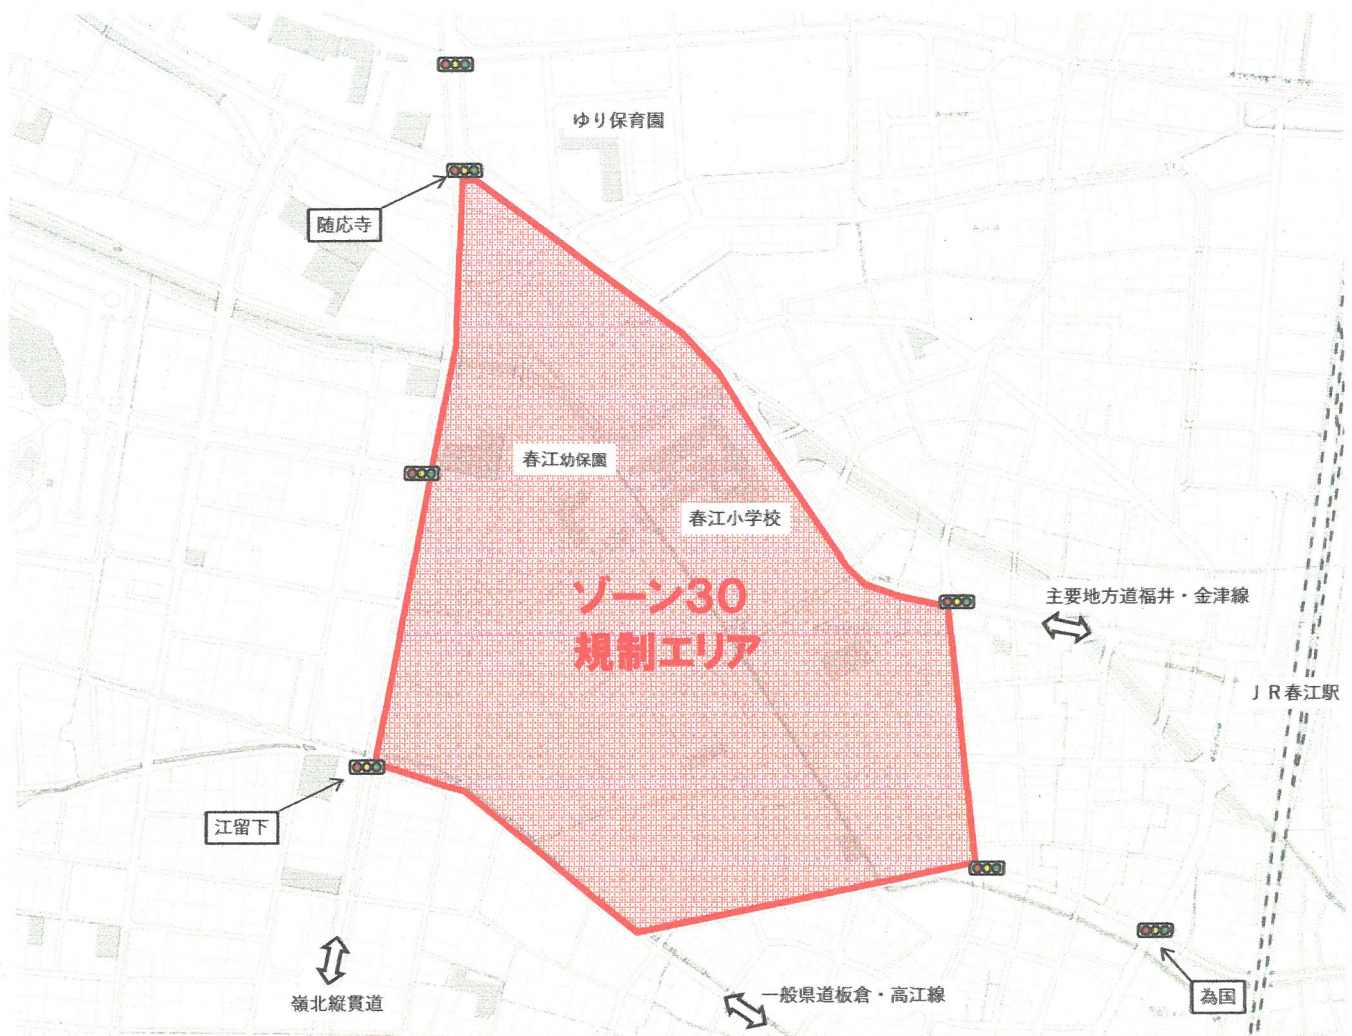 ゆり保育園
随応寺
春江幼保園
春江小学校
ゾーン30
規制エリア
主要地方道福井・金津線
ＪＲ春江駅
江留下
嶺北縦貫道
一般県道板倉・高江線
為国